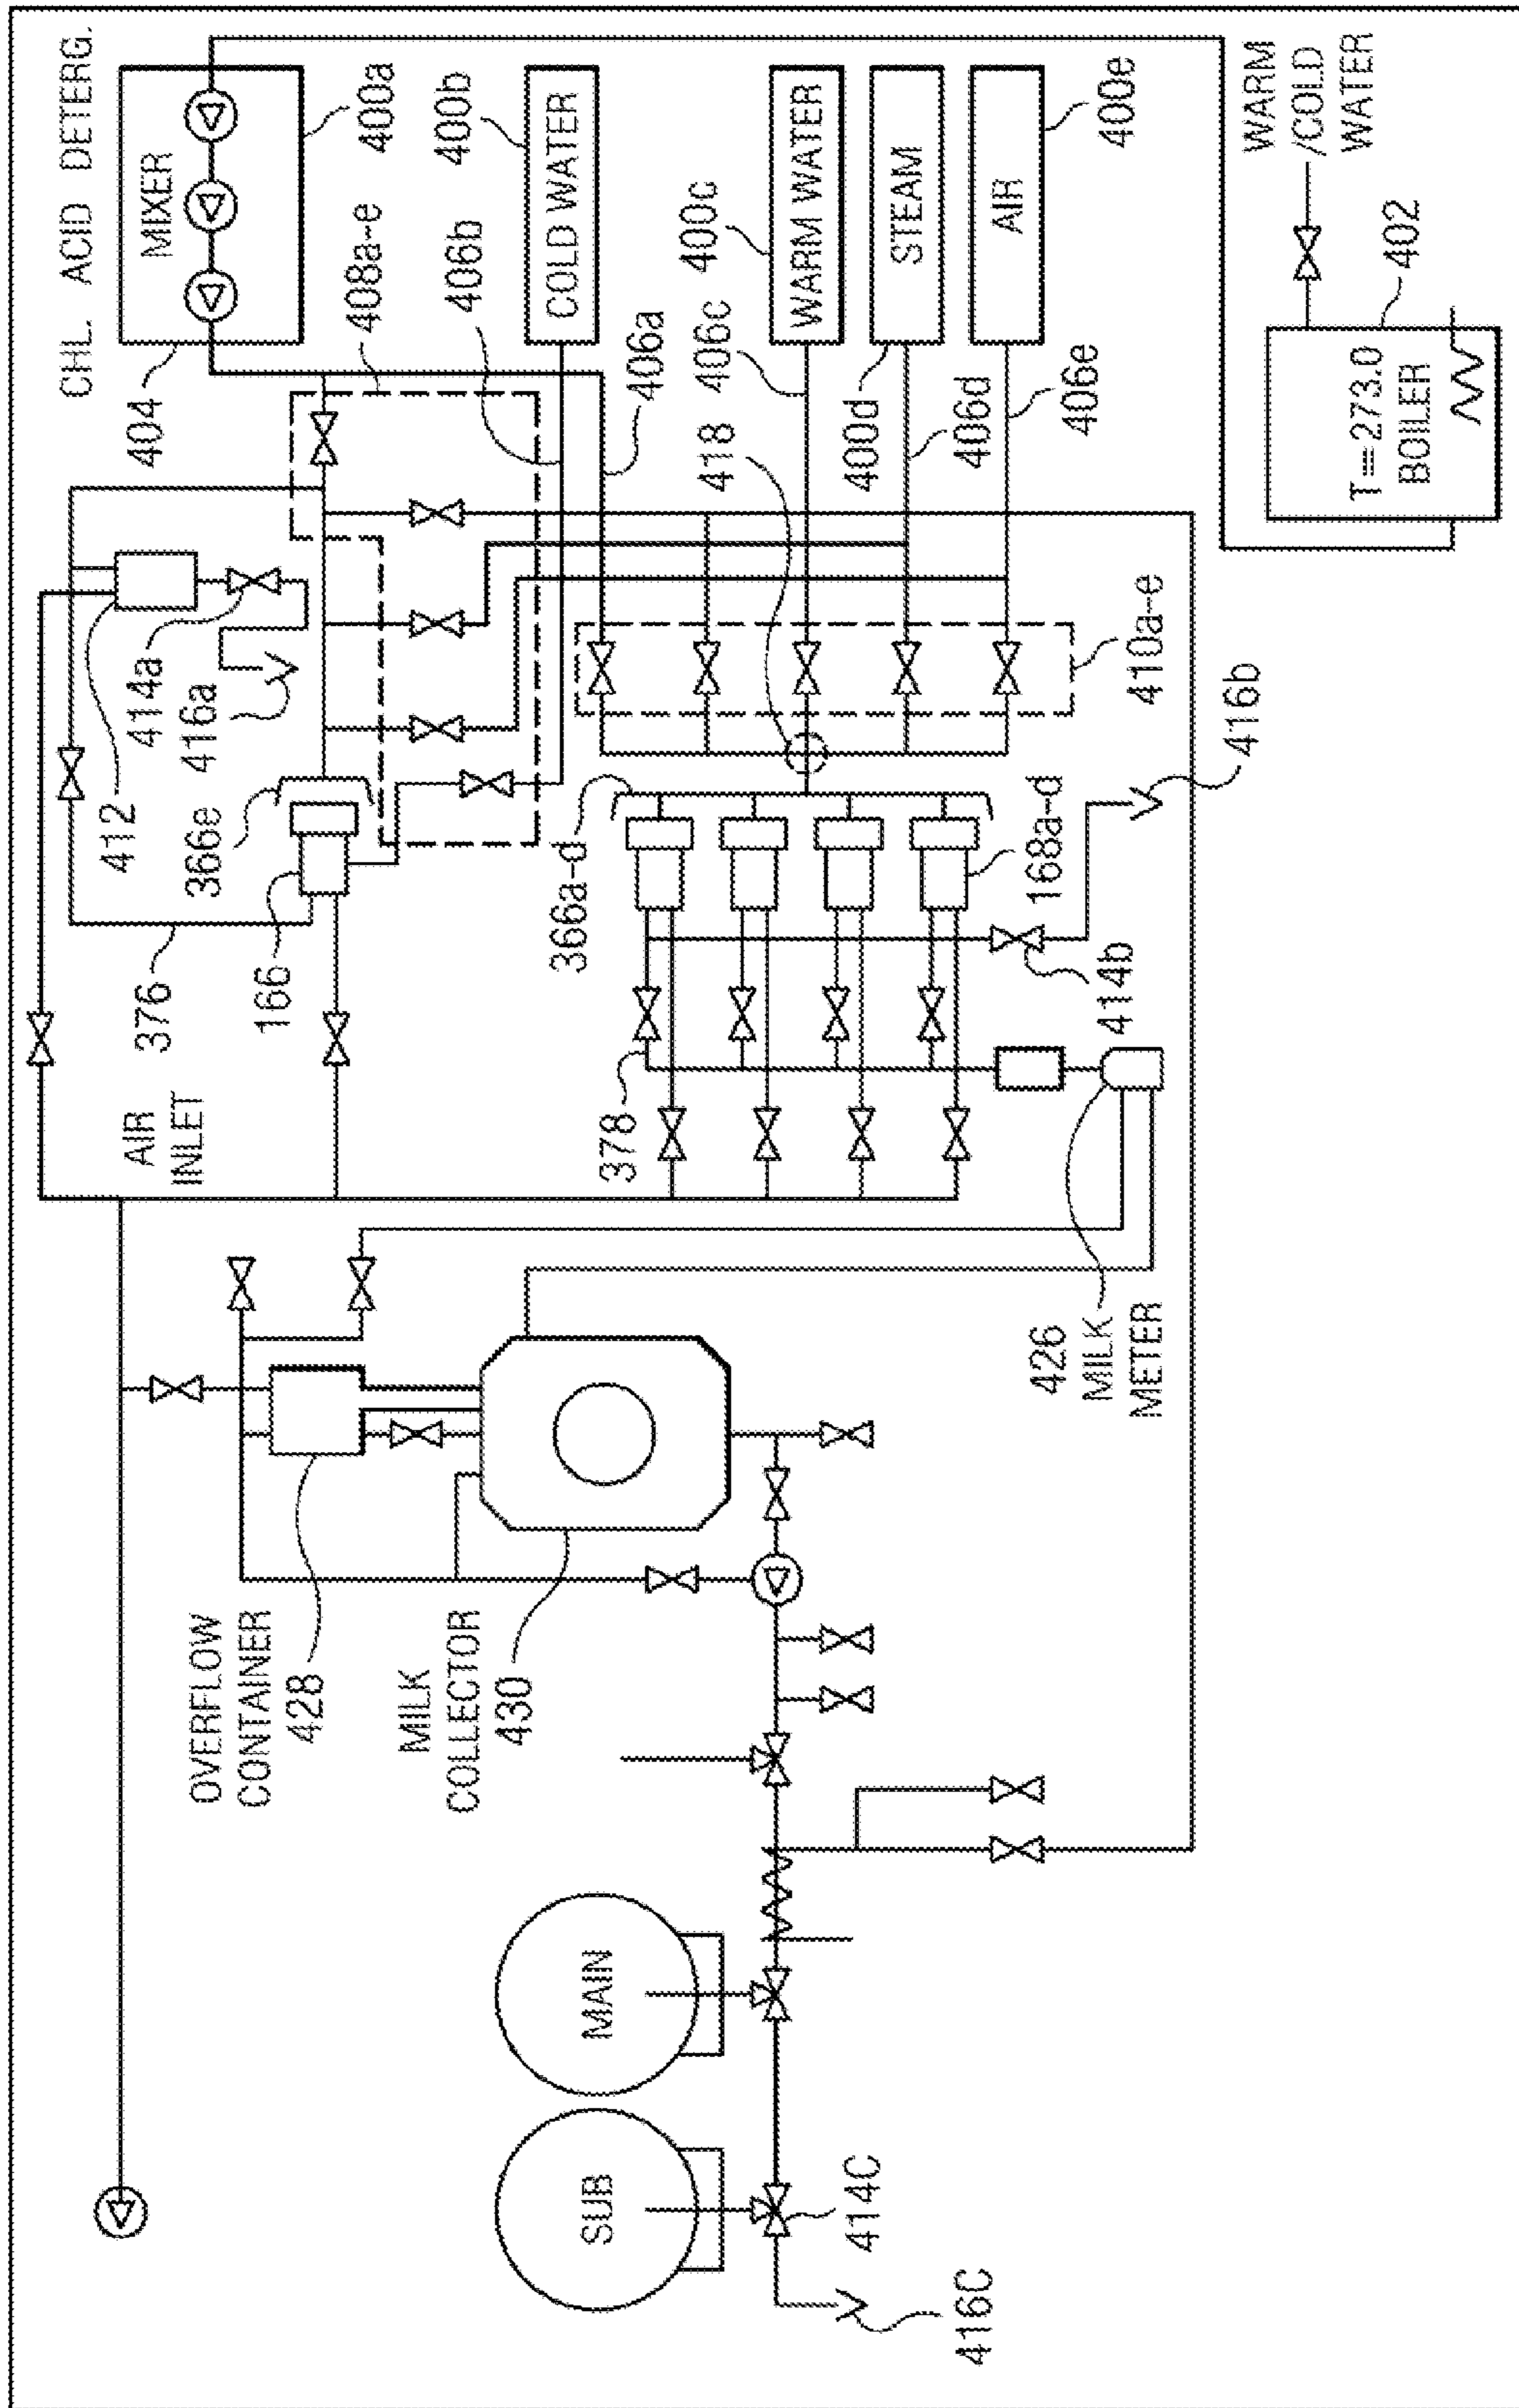 CHL. ACID DETERG.
404
MIXER
400a
400b
COLD WATER
408a-e
406b
406a
400c
WARM WATER
406c
418
STEAM
400d
406d
AIR
400e
406e
WARM
/COLD
WATER
402
T=273.0
BOILER
412
414a
416a
366e
376
166
366a-d
168a-d
410a-e
416b
414b
378
AIR
INLET
426
MILK
METER
OVERFLOW
CONTAINER
428
MILK
COLLECTOR
430
MAIN
SUB
414C
416C